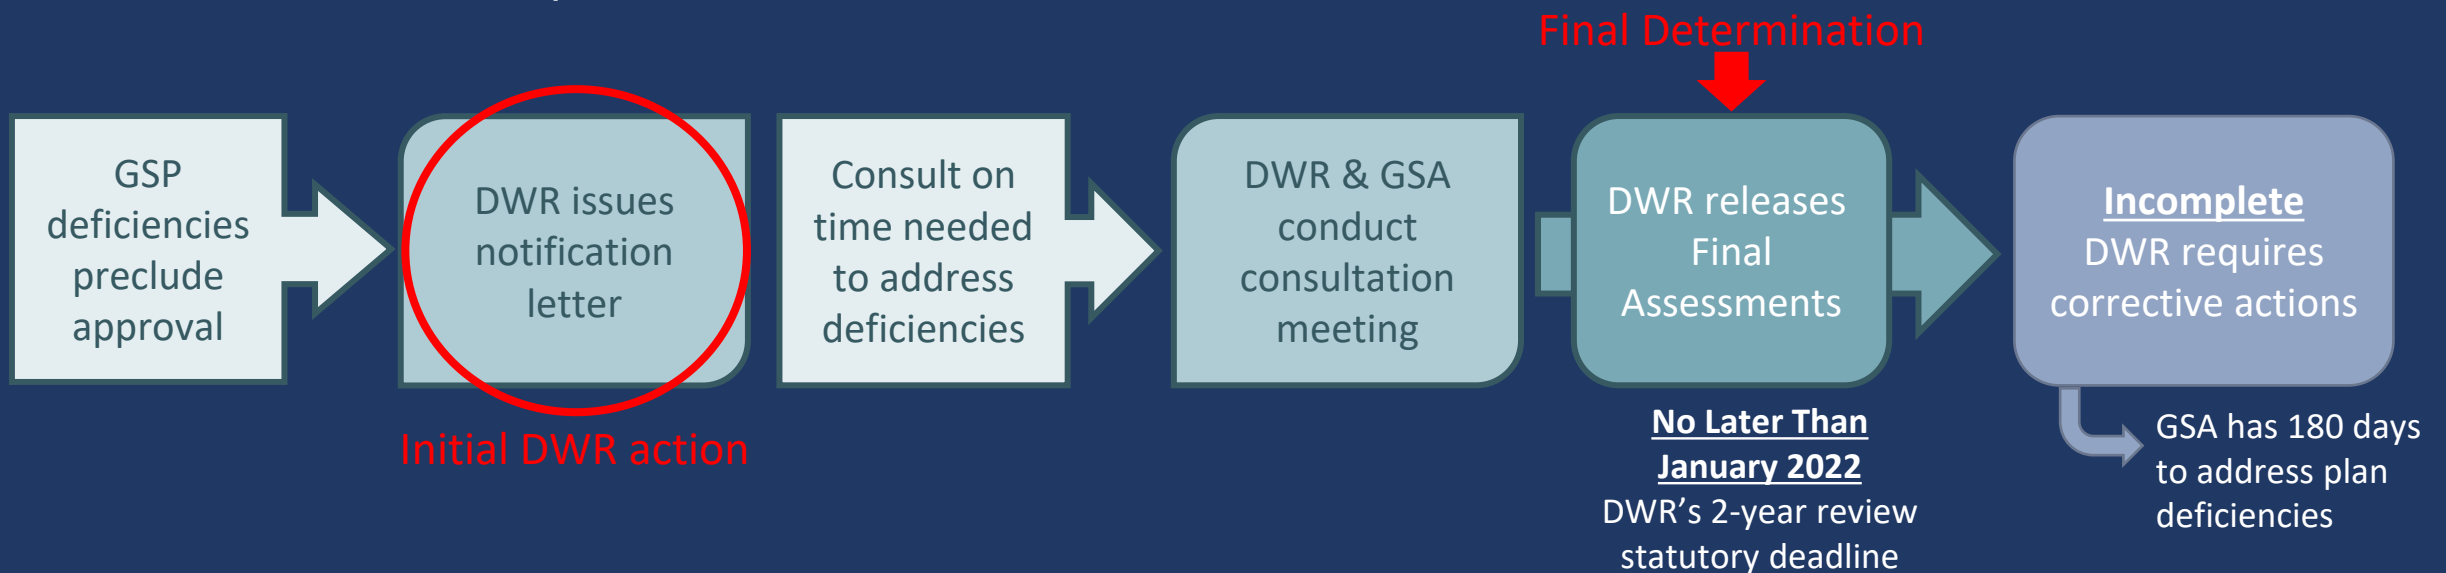 Final Determination
GSP
deficiencies
preclude
approval
DWR issues
notification
letter
Initial DWR action
Consult on
time needed
to address
deficiencies
DWR & GSA
conduct
consultation
meeting
DWR releases
Final
Assessments
No Later Than
January 2022
DWR’s 2-year review
statutory deadline
Incomplete
DWR requires
corrective actions
GSA has 180 days
to address plan
deficiencies